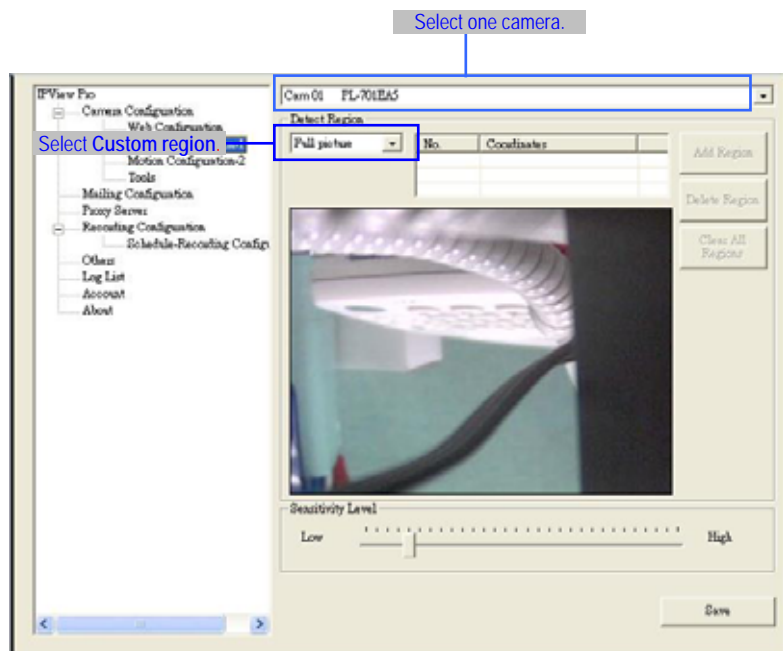 Select one camera.
IPView Pro
Camera Configuration
Web Configuration
Select Custom region.
Motion Configuration-2
Tools
Mailing Configuration
Proxy Server
Recording Configuration
Schedule-Recording Config
Others
Log List
Account
About
Cam 01 PL-701EA5
Detect Region
Full picture
No. Coordinates
Add Region
Delete Region
Clear All
Regions
Sensitivity Level
Low
High
Save